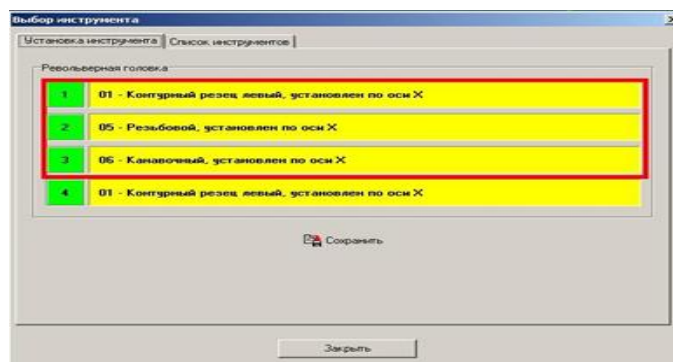 Выбор инструмента
Установка инструмента Список инструментов
Револьверная головка
1 01 - Контурный резец левый, установлен по оси X
2 05 - Резьбовой, установлен по оси X
3 06 - Канавочный, установлен по оси X
4 01 - Контурный резец левый, установлен по оси X
Сохранить
Закрыть